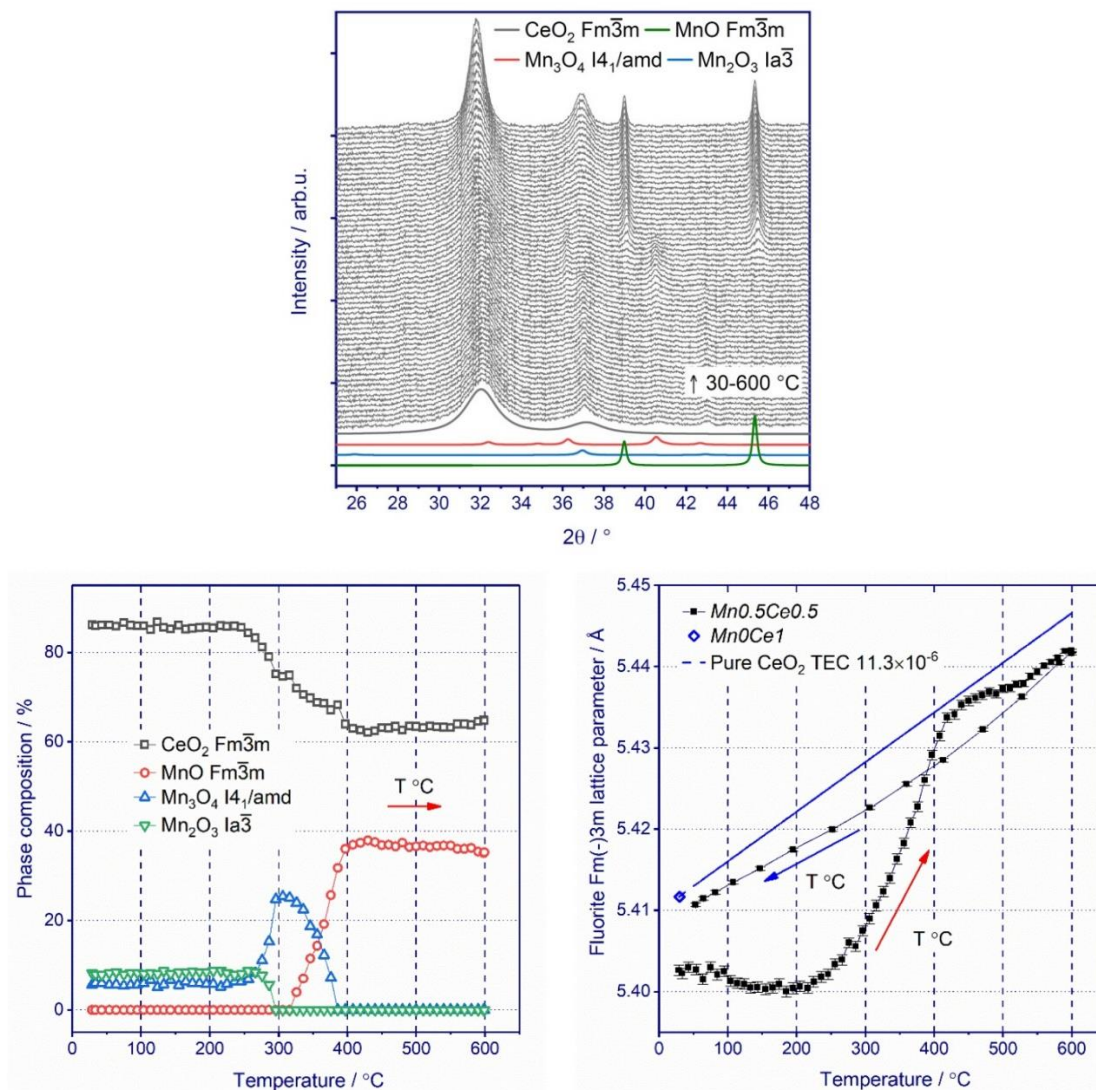 CeO₂ Fm3̅m MnO Fm3̅m
Mn₃O₄ I4₁/amd Mn₂O₃ Ia3̅
Intensity / arb.u.
↑ 30-600 °C
26 28 30 32 34 36 38 40 42 44 46 48
2θ / °
Phase composition / %
80
60
40
20
0
CeO₂ Fm3̅m
MnO Fm3̅m
Mn₃O₄ I4₁/amd
Mn₂O₃ Ia3̅
T °C
0 100 200 300 400 500 600
Temperature / °C
Fluorite Fm(-)3m lattice parameter / Å
5.45
5.44
5.43
5.42
5.41
5.40
Mn0.5Ce0.5
Mn0Ce1
Pure CeO₂ TEC 11.3×10⁻⁶
T °C
T °C
0 100 200 300 400 500 600
Temperature / °C